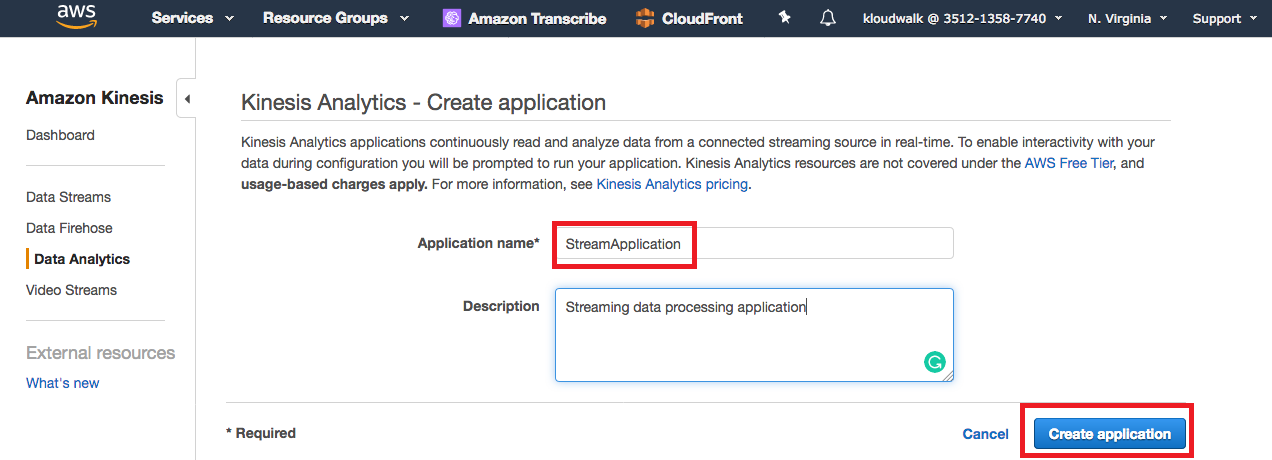 aws Services Resource Groups Amazon Transcribe CloudFront kloudwalk @ 3512-1358-7740 N. Virginia Support
Amazon Kinesis
Dashboard
Data Streams
Data Firehose
Data Analytics
Video Streams
External resources
What's new
Kinesis Analytics - Create application
Kinesis Analytics applications continuously read and analyze data from a connected streaming source in real-time. To enable interactivity with your
data during configuration you will be prompted to run your application. Kinesis Analytics resources are not covered under the AWS Free Tier, and
usage-based charges apply. For more information, see Kinesis Analytics pricing.
Application name* StreamApplication
Description Streaming data processing application
* Required Cancel Create application